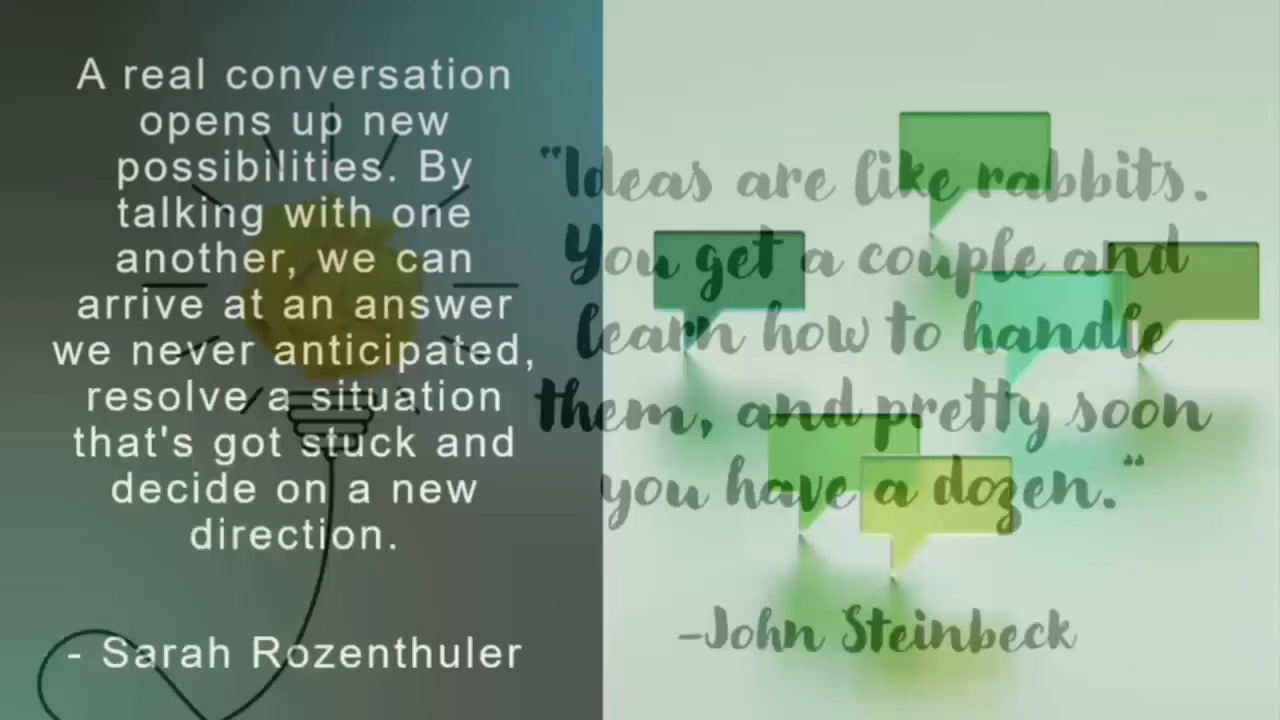 A real conversation
opens up new
possibilities. By
talking with one
another, we can
arrive at an answer
we never anticipated,
resolve a situation
that's got stuck and
decide on a new
direction.
- Sarah Rozenthuler
"Ideas are like rabbits.
You get a couple and
learn how to handle
them, and pretty soon
you have a dozen."
-John Steinbeck